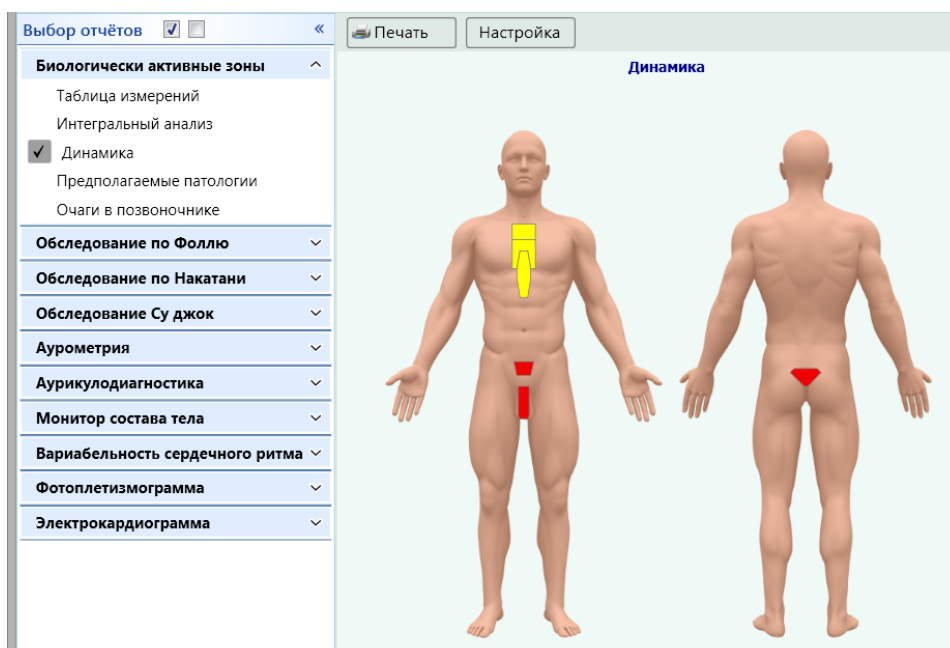 Выбор отчётов
Биологически активные зоны
Таблица измерений
Интегральный анализ
Динамика
Предполагаемые патологии
Очаги в позвоночнике
Обследование по Фоллю
Обследование по Накатани
Обследование Су джок
Аурометрия
Аурикулодиагностика
Монитор состава тела
Вариабельность сердечного ритма
Фотоплетизмограмма
Электрокардиограмма
Печать
Настройка
Динамика